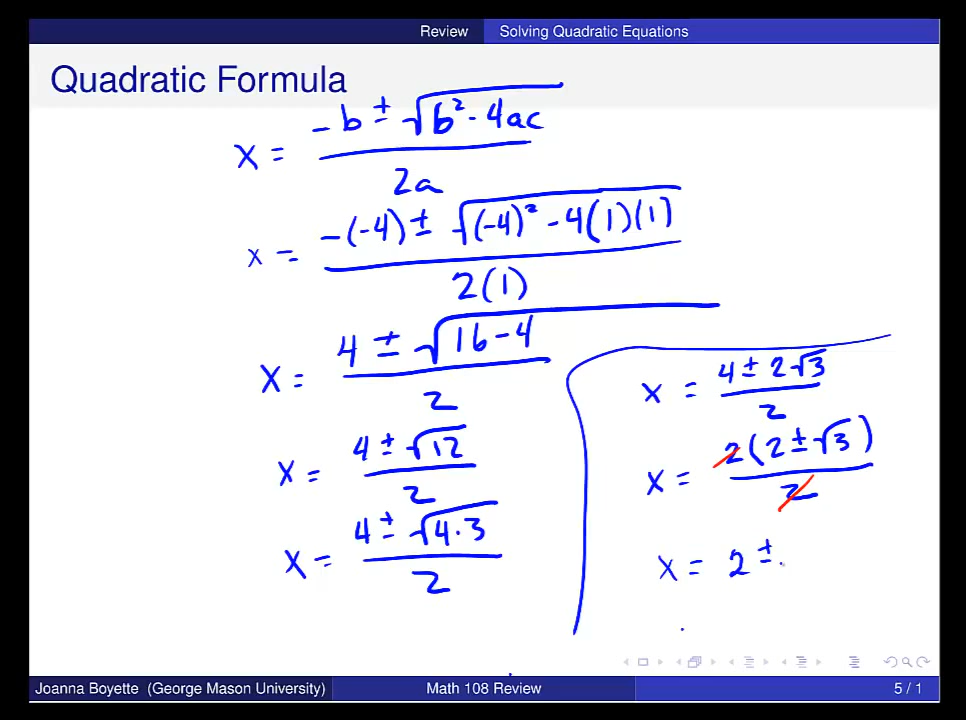 Review Solving Quadratic Equations
Quadratic Formula
x = (-b ± √(b² - 4ac)) / 2a
x = (-(-4) ± √((-4)² - 4(1)(1))) / 2(1)
x = (4 ± √(16 - 4)) / 2
x = (4 ± √12) / 2
x = (4 ± √(4·3)) / 2
x = (4 ± 2√3) / 2
x = 2(2 ± √3) / 2
x = 2 ±
Joanna Boyette (George Mason University) Math 108 Review 5 / 1